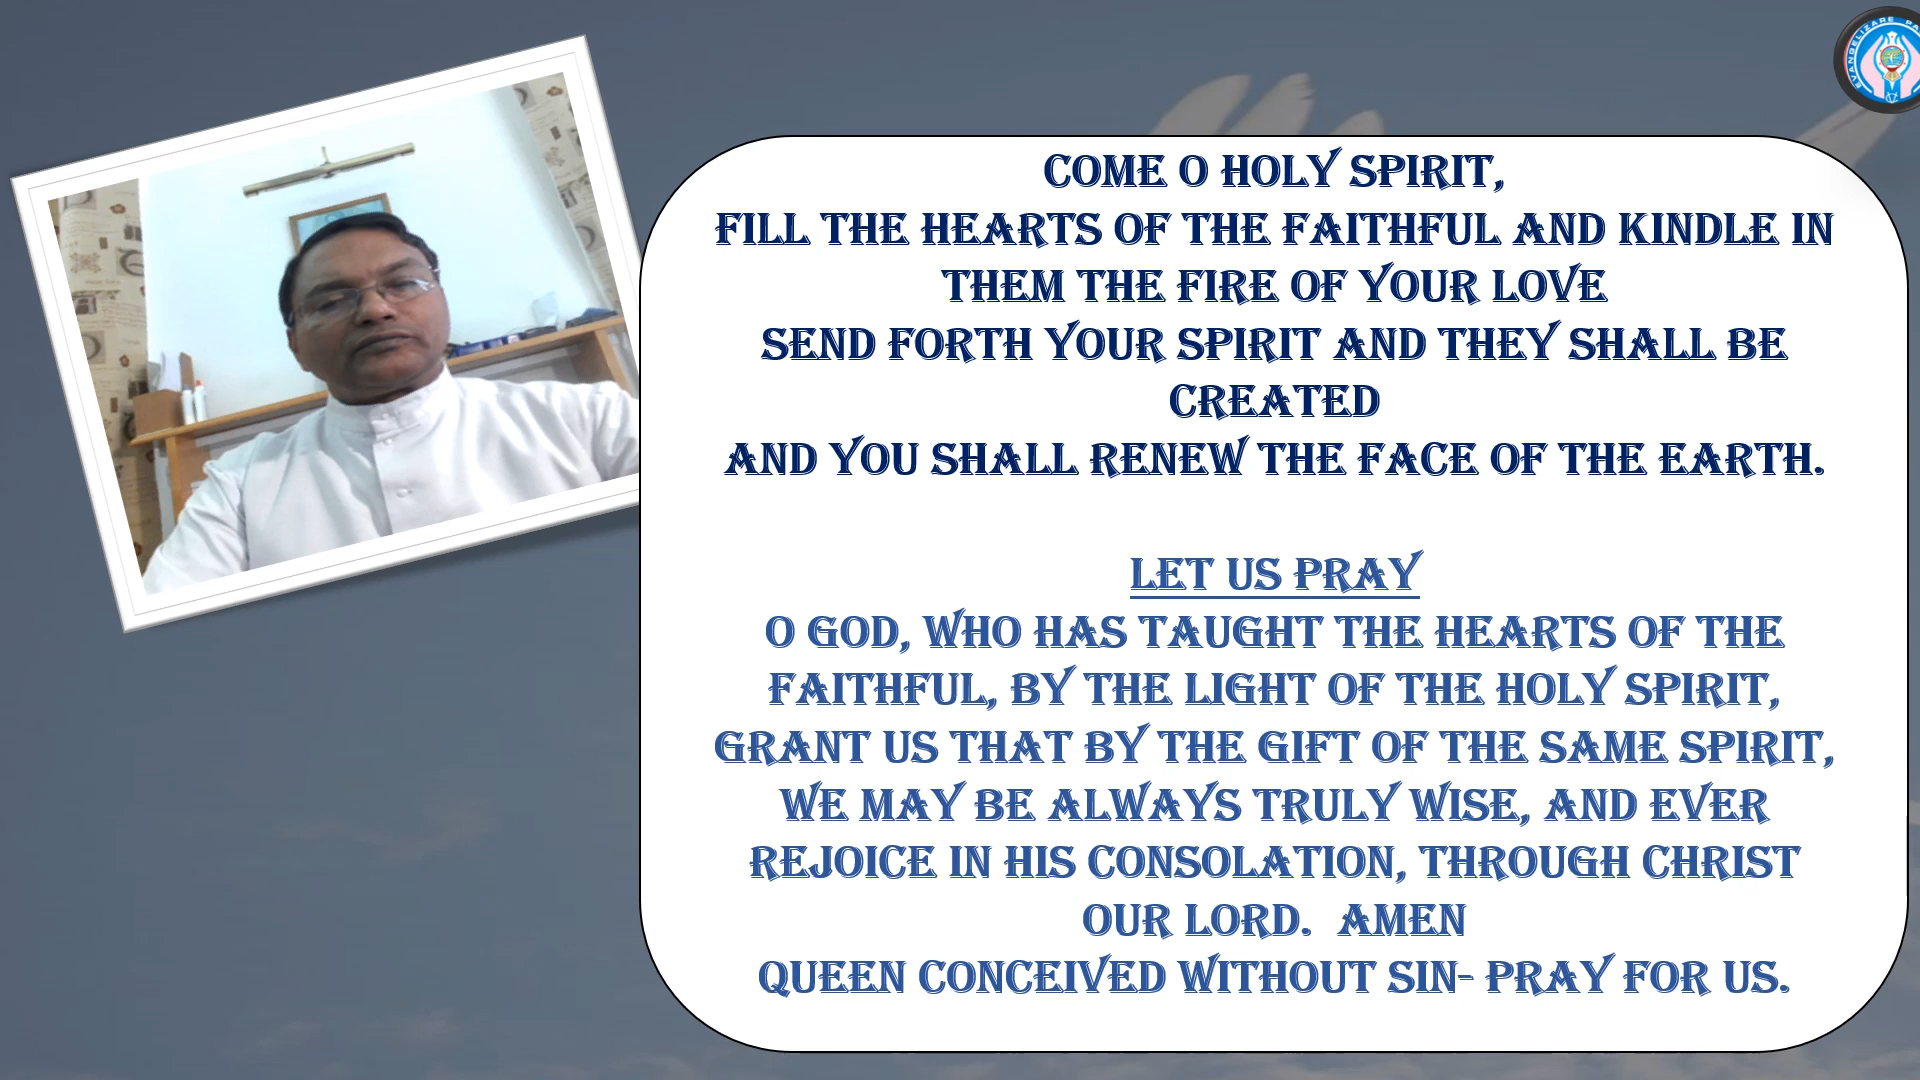 COME O HOLY SPIRIT,
FILL THE HEARTS OF THE FAITHFUL AND KINDLE IN
THEM THE FIRE OF YOUR LOVE
SEND FORTH YOUR SPIRIT AND THEY SHALL BE
CREATED
AND YOU SHALL RENEW THE FACE OF THE EARTH.
LET US PRAY
O GOD, WHO HAS TAUGHT THE HEARTS OF THE
FAITHFUL, BY THE LIGHT OF THE HOLY SPIRIT,
GRANT US THAT BY THE GIFT OF THE SAME SPIRIT,
WE MAY BE ALWAYS TRULY WISE, AND EVER
REJOICE IN HIS CONSOLATION, THROUGH CHRIST
OUR LORD. AMEN
QUEEN CONCEIVED WITHOUT SIN- PRAY FOR US.
EVANGELIZARE PA